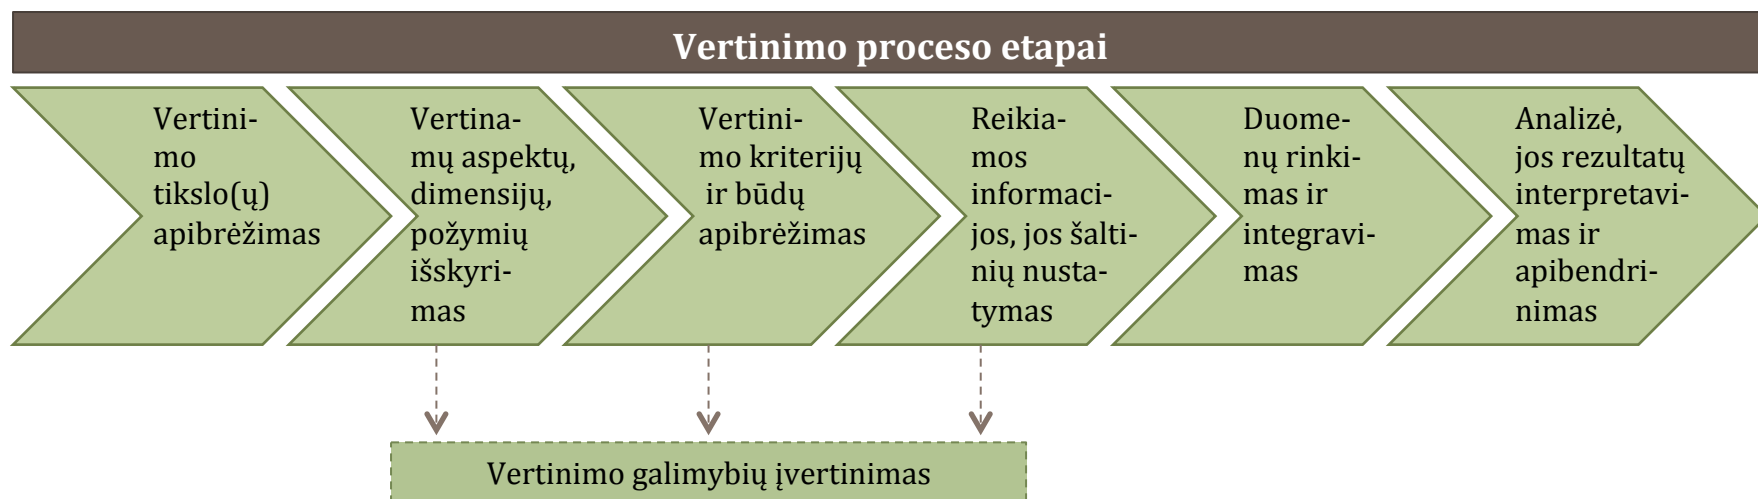 Vertinimo proceso etapai
Vertini-
mo
tikslo(ų)
apibrėžimas
Vertina-
mų aspektų,
dimensijų,
požymių
išskyri-
mas
Vertini-
mo kriterijų
ir būdų
apibrėžimas
Reikia-
mos
informaci-
jos, jos šalti-
nių nusta-
tymas
Duome-
nų rinki-
mas ir
integravi-
mas
Analizė,
jos rezultatų
interpretavi-
mas ir
apibendri-
nimas
Vertinimo galimybių įvertinimas